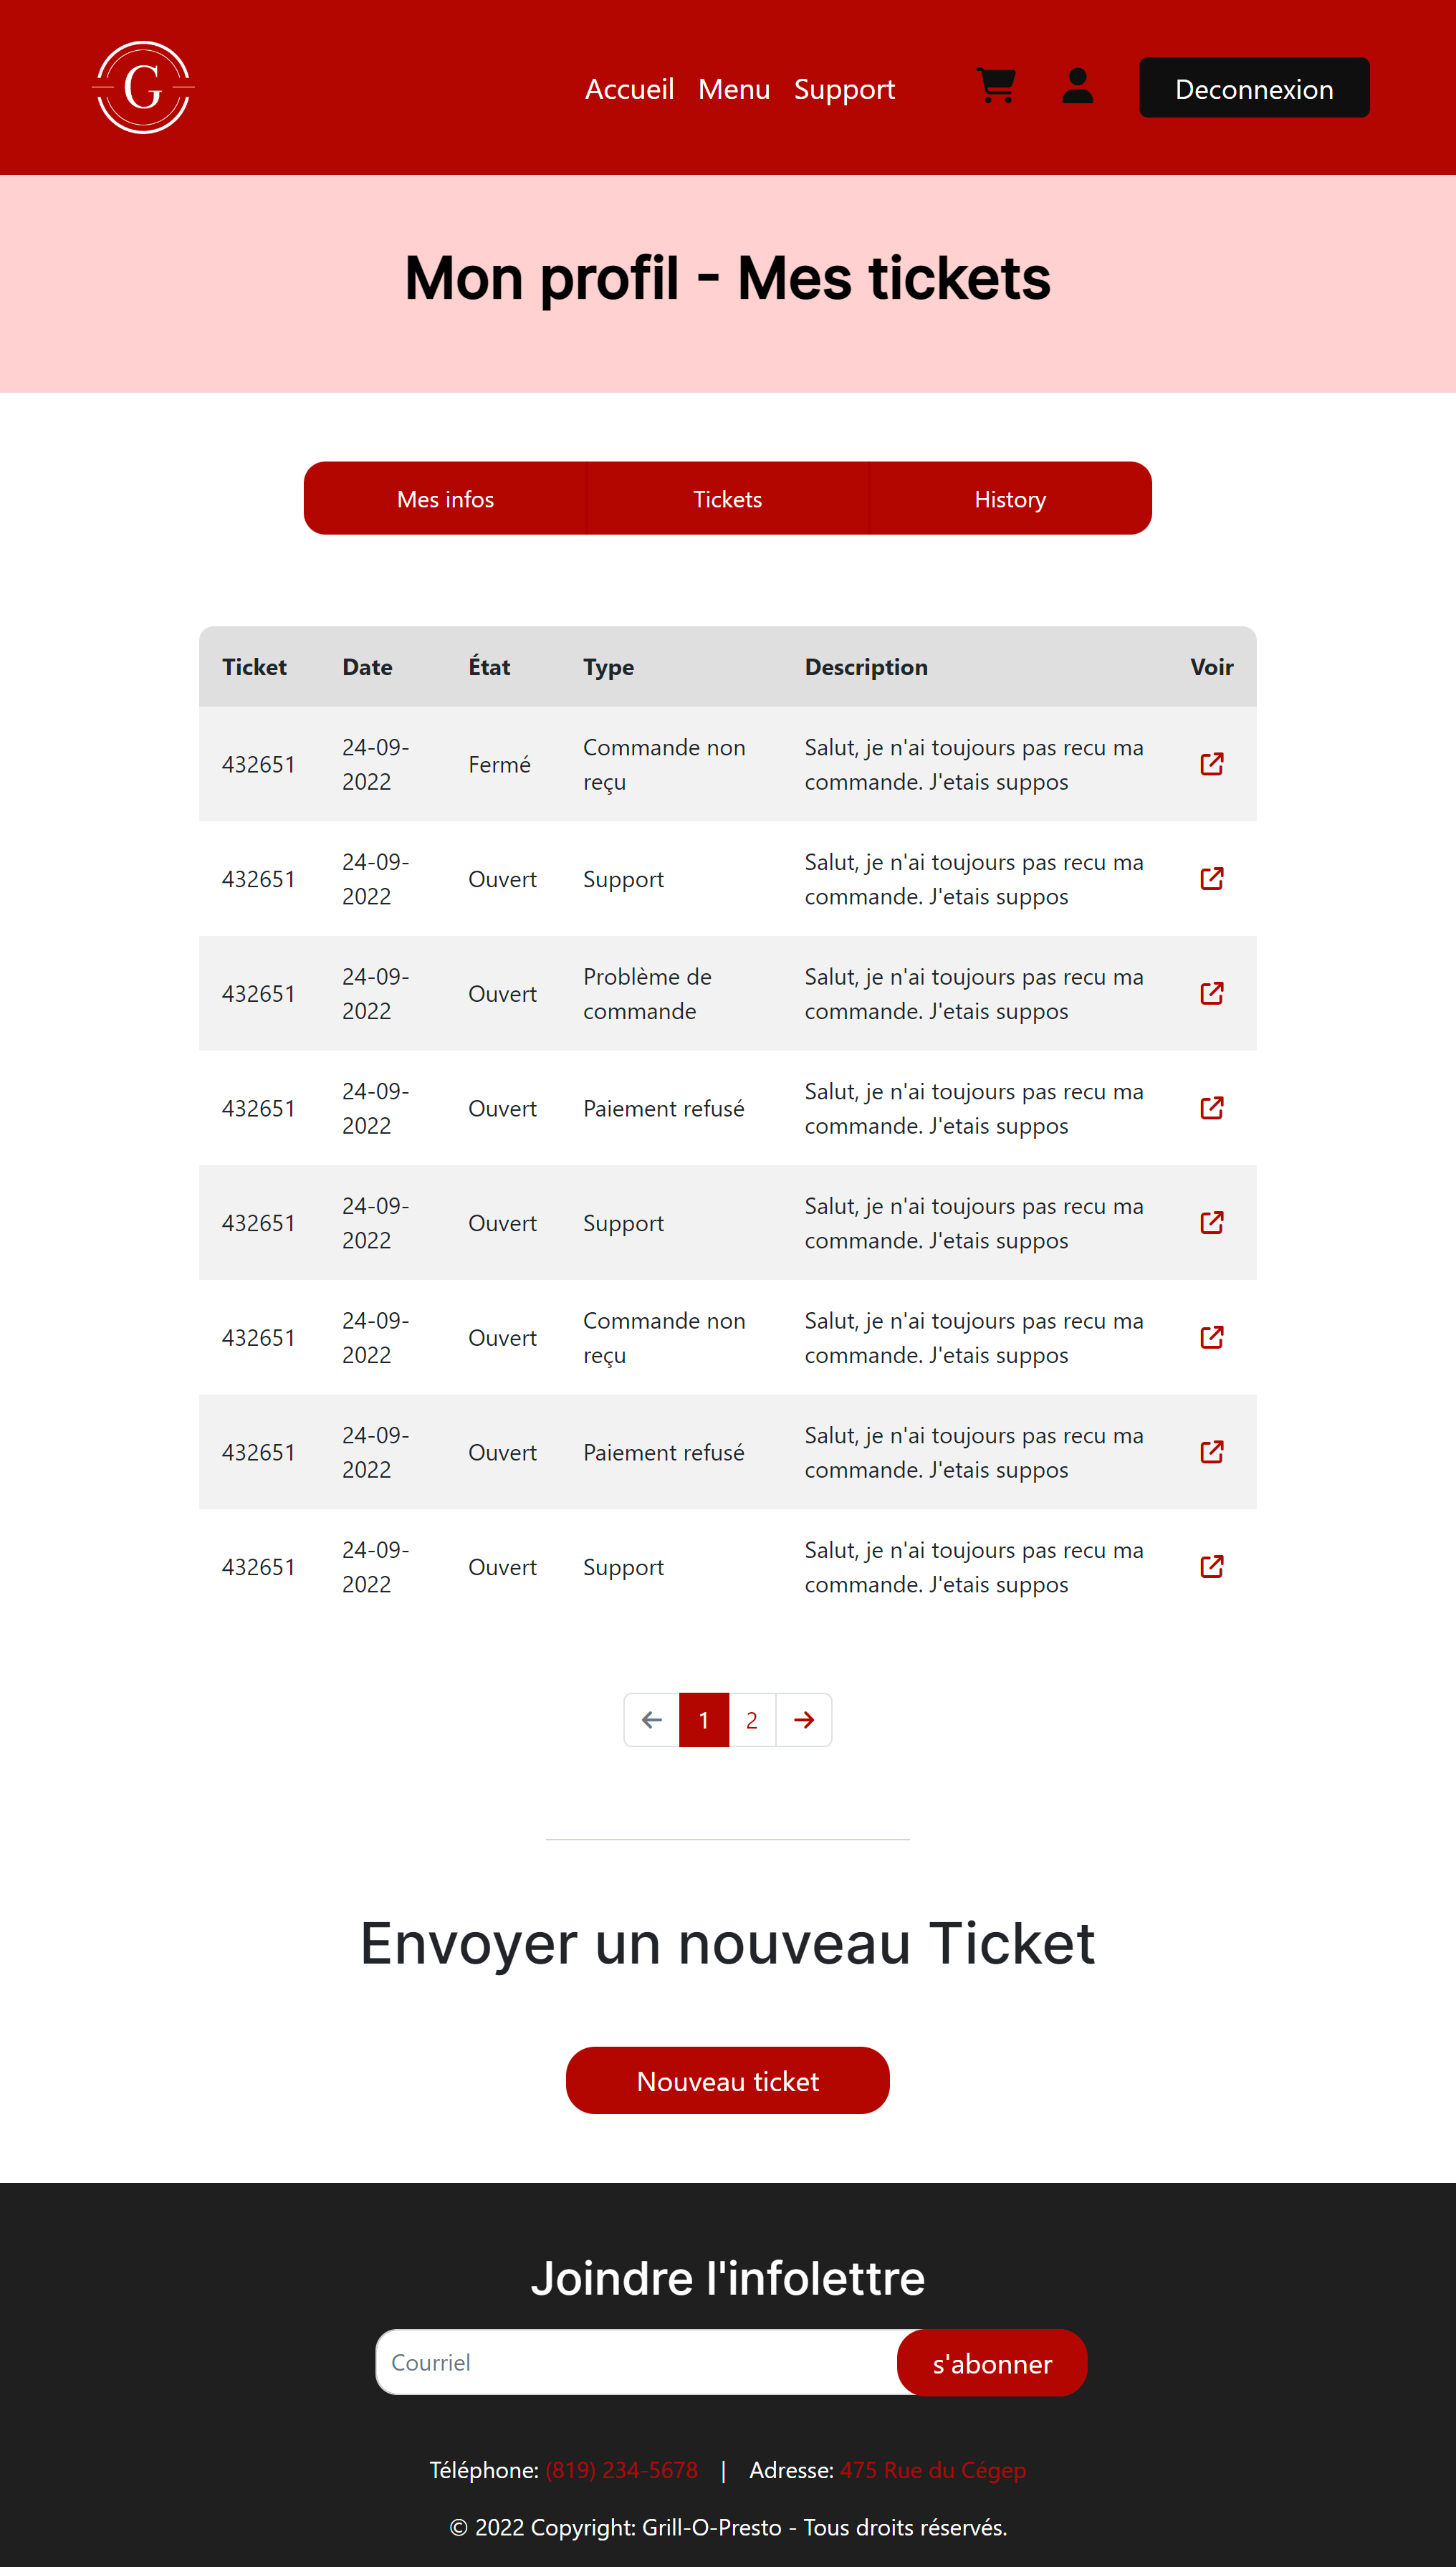 G
Accueil Menu Support Deconnexion
Mon profil - Mes tickets
Mes infos Tickets History
Ticket Date État Type Description Voir
432651 24-09-2022 Fermé Commande non reçu Salut, je n'ai toujours pas recu ma commande. J'etais suppos
432651 24-09-2022 Ouvert Support Salut, je n'ai toujours pas recu ma commande. J'etais suppos
432651 24-09-2022 Ouvert Problème de commande Salut, je n'ai toujours pas recu ma commande. J'etais suppos
432651 24-09-2022 Ouvert Paiement refusé Salut, je n'ai toujours pas recu ma commande. J'etais suppos
432651 24-09-2022 Ouvert Support Salut, je n'ai toujours pas recu ma commande. J'etais suppos
432651 24-09-2022 Ouvert Commande non reçu Salut, je n'ai toujours pas recu ma commande. J'etais suppos
432651 24-09-2022 Ouvert Paiement refusé Salut, je n'ai toujours pas recu ma commande. J'etais suppos
432651 24-09-2022 Ouvert Support Salut, je n'ai toujours pas recu ma commande. J'etais suppos
← 1 2 →
Envoyer un nouveau Ticket
Nouveau ticket
Joindre l'infolettre
Courriel s'abonner
Téléphone: (819) 234-5678 | Adresse: 475 Rue du Cégep
© 2022 Copyright: Grill-O-Presto - Tous droits réservés.